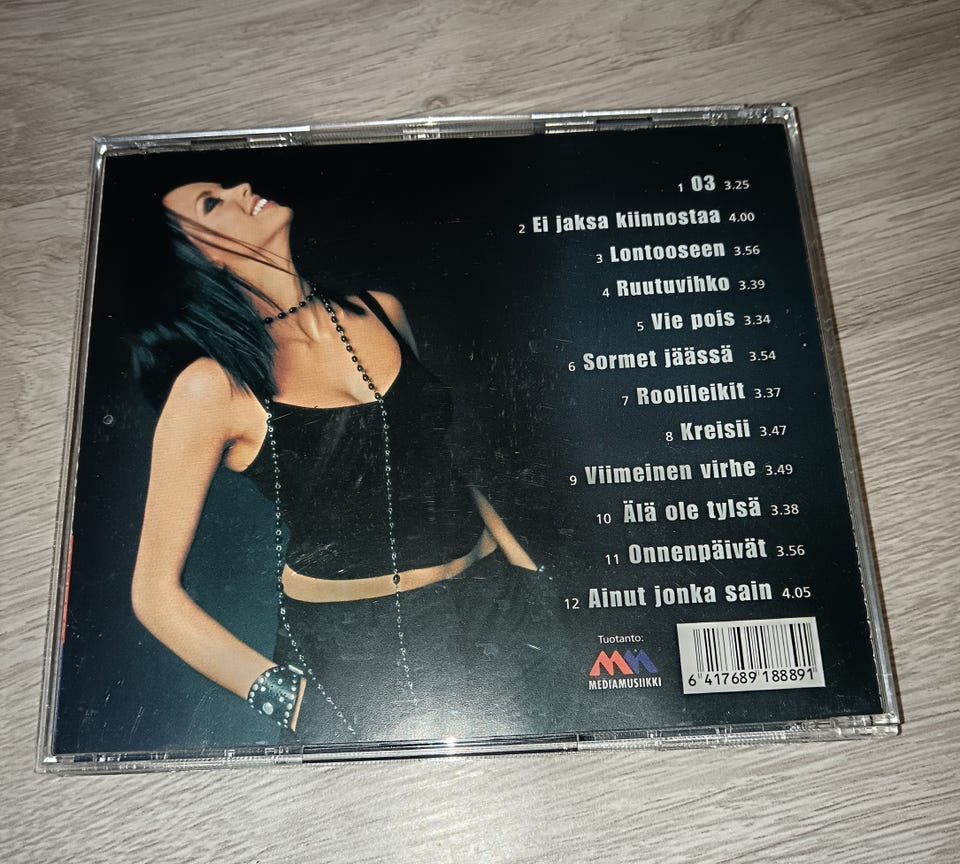 1 03 3.25
2 Ei jaksa kiinnostaa 4.00
3 Lontooseen 3.56
4 Ruutuvihko 3.39
5 Vie pois 3.34
6 Sormet jäässä 3.54
7 Roolileikit 3.37
8 Kreisii 3.47
9 Viimeinen virhe 3.49
10 Älä ole tylsä 3.38
11 Onnenpäivät 3.56
12 Ainut jonka sain 4.05
Tuotanto:
MM
MEDIAMUSIIKKI
6 417689 188891